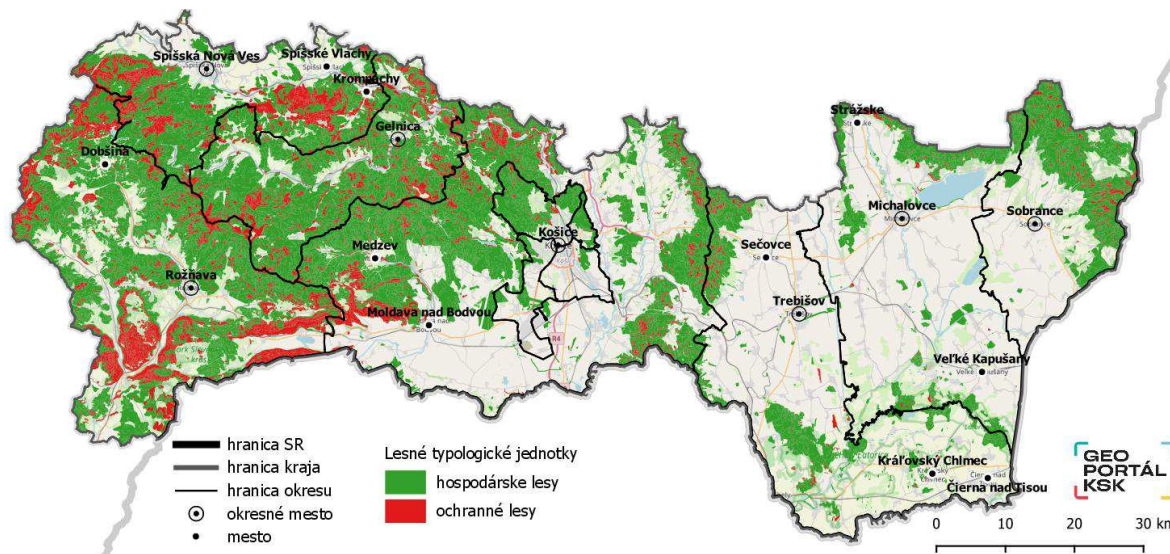 Spišská Nová Ves
Spišské Vlachy
Krompachy
Gelnica
Dobšiná
Rožňava
Medzev
Moldava nad Bodvou
Košice
R4
Strážske
Michalovce
Sobrance
Sečovce
Trebišov
Veľké Kapušany
Kráľovský Chlmec
Čierna nad Tisou
hranica SR
hranica kraja
hranica okresu
okresné mesto
mesto
Lesné typologické jednotky
hospodárske lesy
ochranné lesy
GEO
PORTÁL
KSK
0 10 20 30 km